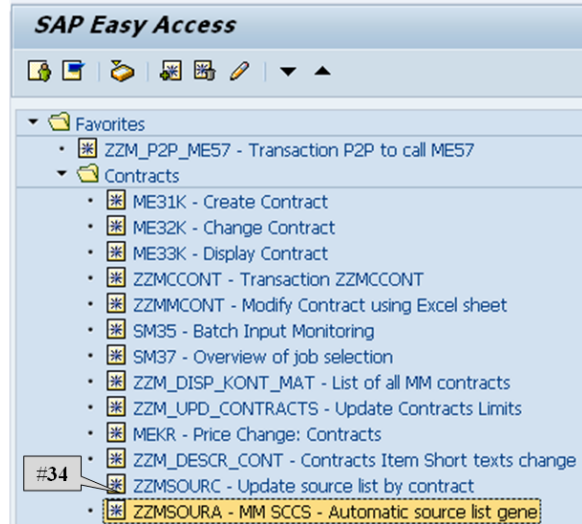 SAP Easy Access
Favorites
ZZM_P2P_ME57 - Transaction P2P to call ME57
Contracts
ME31K - Create Contract
ME32K - Change Contract
ME33K - Display Contract
ZZMCCONT - Transaction ZZMCCONT
ZZMMCONT - Modify Contract using Excel sheet
SM35 - Batch Input Monitoring
SM37 - Overview of job selection
ZZM_DISP_KONT_MAT - List of all MM contracts
ZZM_UPD_CONTRACTS - Update Contracts Limits
MEKR - Price Change: Contracts
ZZM_DESCR_CONT - Contracts Item Short texts change
#34
ZZMSOURC - Update source list by contract
ZZMSOURA - MM SCCS - Automatic source list gene